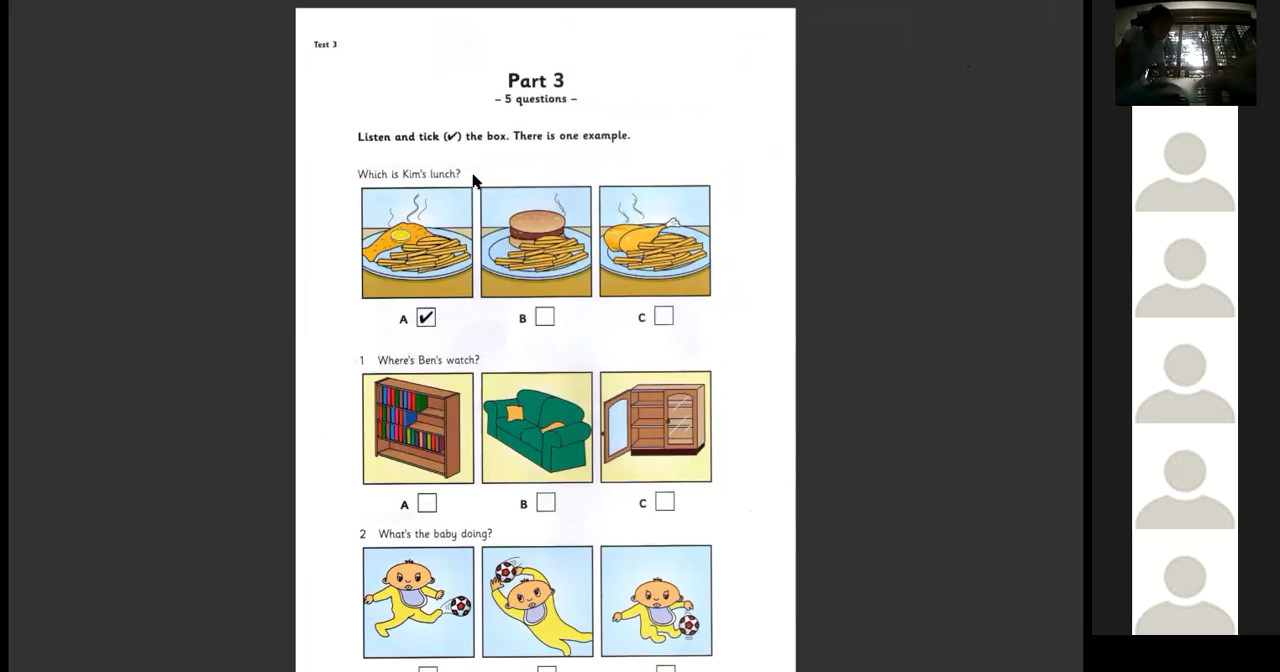 Test 3
Part 3
– 5 questions –
Listen and tick (✔) the box. There is one example.
Which is Kim's lunch?
A ✔ B C
1 Where's Ben's watch?
A B C
2 What's the baby doing?